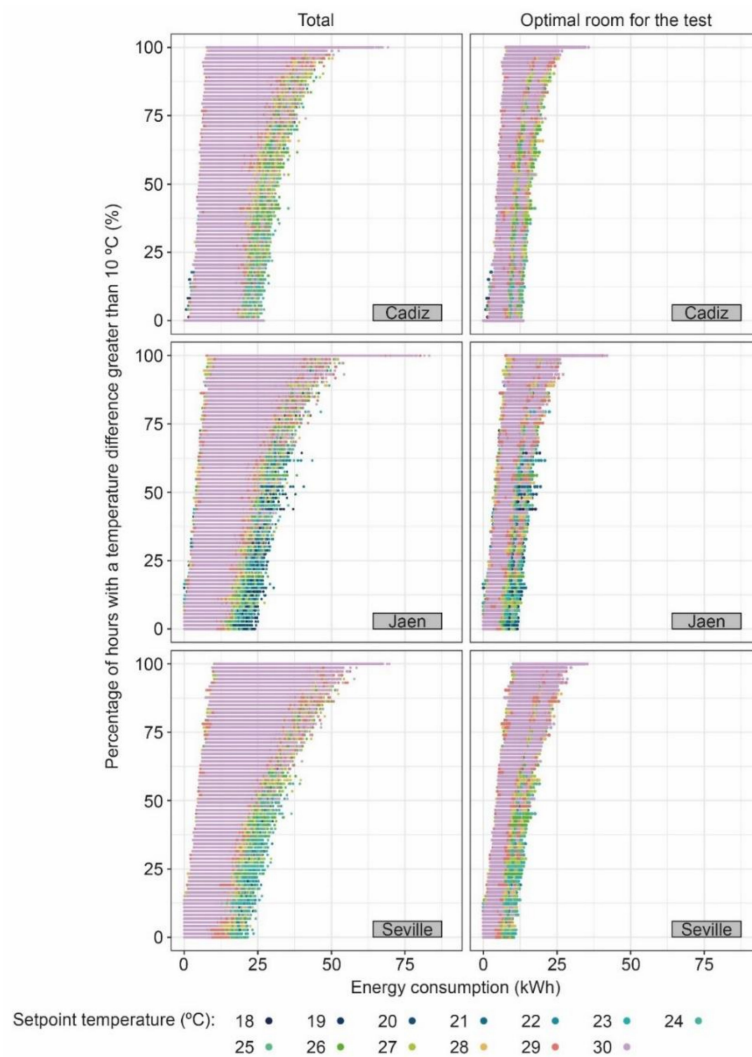 Total Optimal room for the test
Percentage of hours with a temperature difference greater than 10 ºC (%)
100
75
50
25
0
Cadiz Cadiz
100
75
50
25
0
Jaen Jaen
100
75
50
25
0
Seville Seville
0 25 50 75 0 25 50 75
Energy consumption (kWh)
Setpoint temperature (ºC): 18 19 20 21 22 23 24
25 26 27 28 29 30